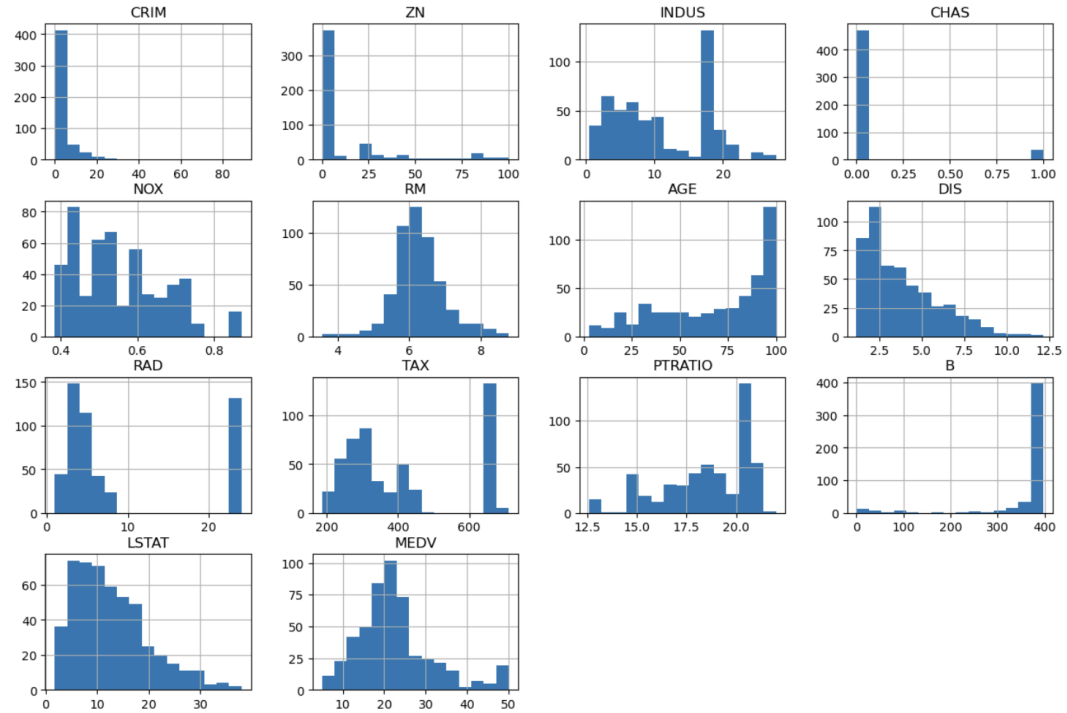 CRIM
ZN
INDUS
CHAS
400
300
200
100
0
0 20 40 60 80
300
200
100
0
0 25 50 75 100
100
50
0
0 10 20
400
300
200
100
0
0.00 0.25 0.50 0.75 1.00
NOX
RM
AGE
DIS
80
60
40
20
0
0.4 0.6 0.8
100
50
0
4 6 8
100
50
0
0 25 50 75 100
100
75
50
25
0
2.5 5.0 7.5 10.0 12.5
RAD
TAX
PTRATIO
B
150
100
50
0
0 10 20
100
50
0
200 400 600
100
50
0
12.5 15.0 17.5 20.0
400
300
200
100
0
0 100 200 300 400
LSTAT
MEDV
60
40
20
0
0 10 20 30
100
75
50
25
0
10 20 30 40 50